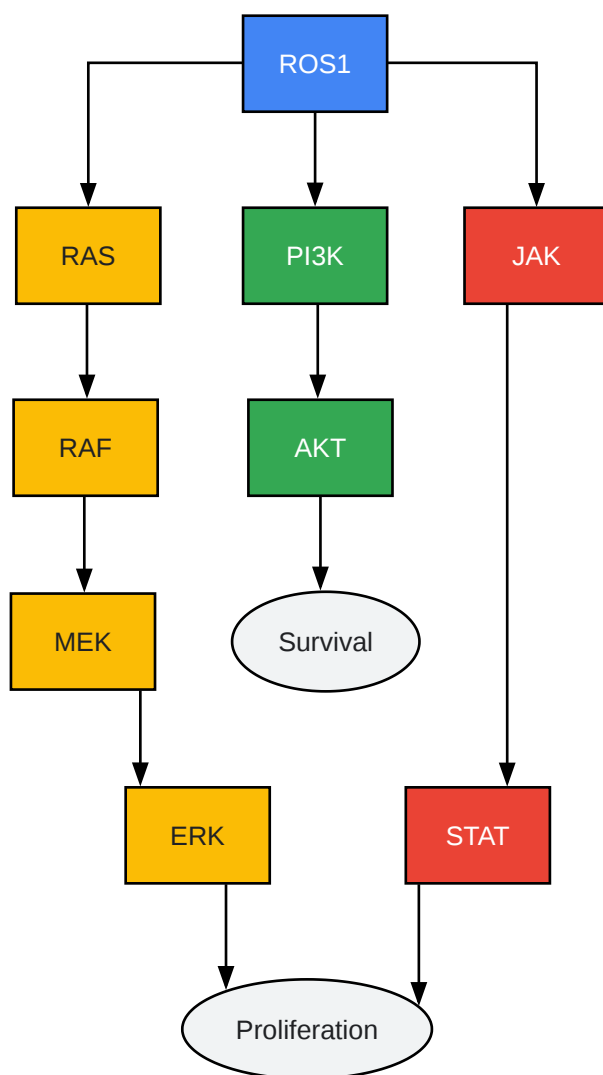 ROS1
RAS
PI3K
JAK
RAF
AKT
MEK
Survival
ERK
STAT
Proliferation